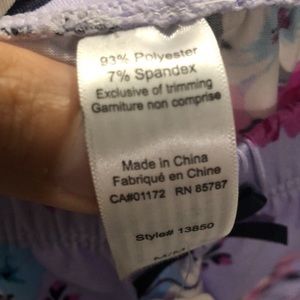 93% Polyester
7% Spandex
Exclusive of trimming
Garniture non comprise
Made in China
Fabriqué en Chine
CA#01172 RN 85787
Style# 13850
M/M